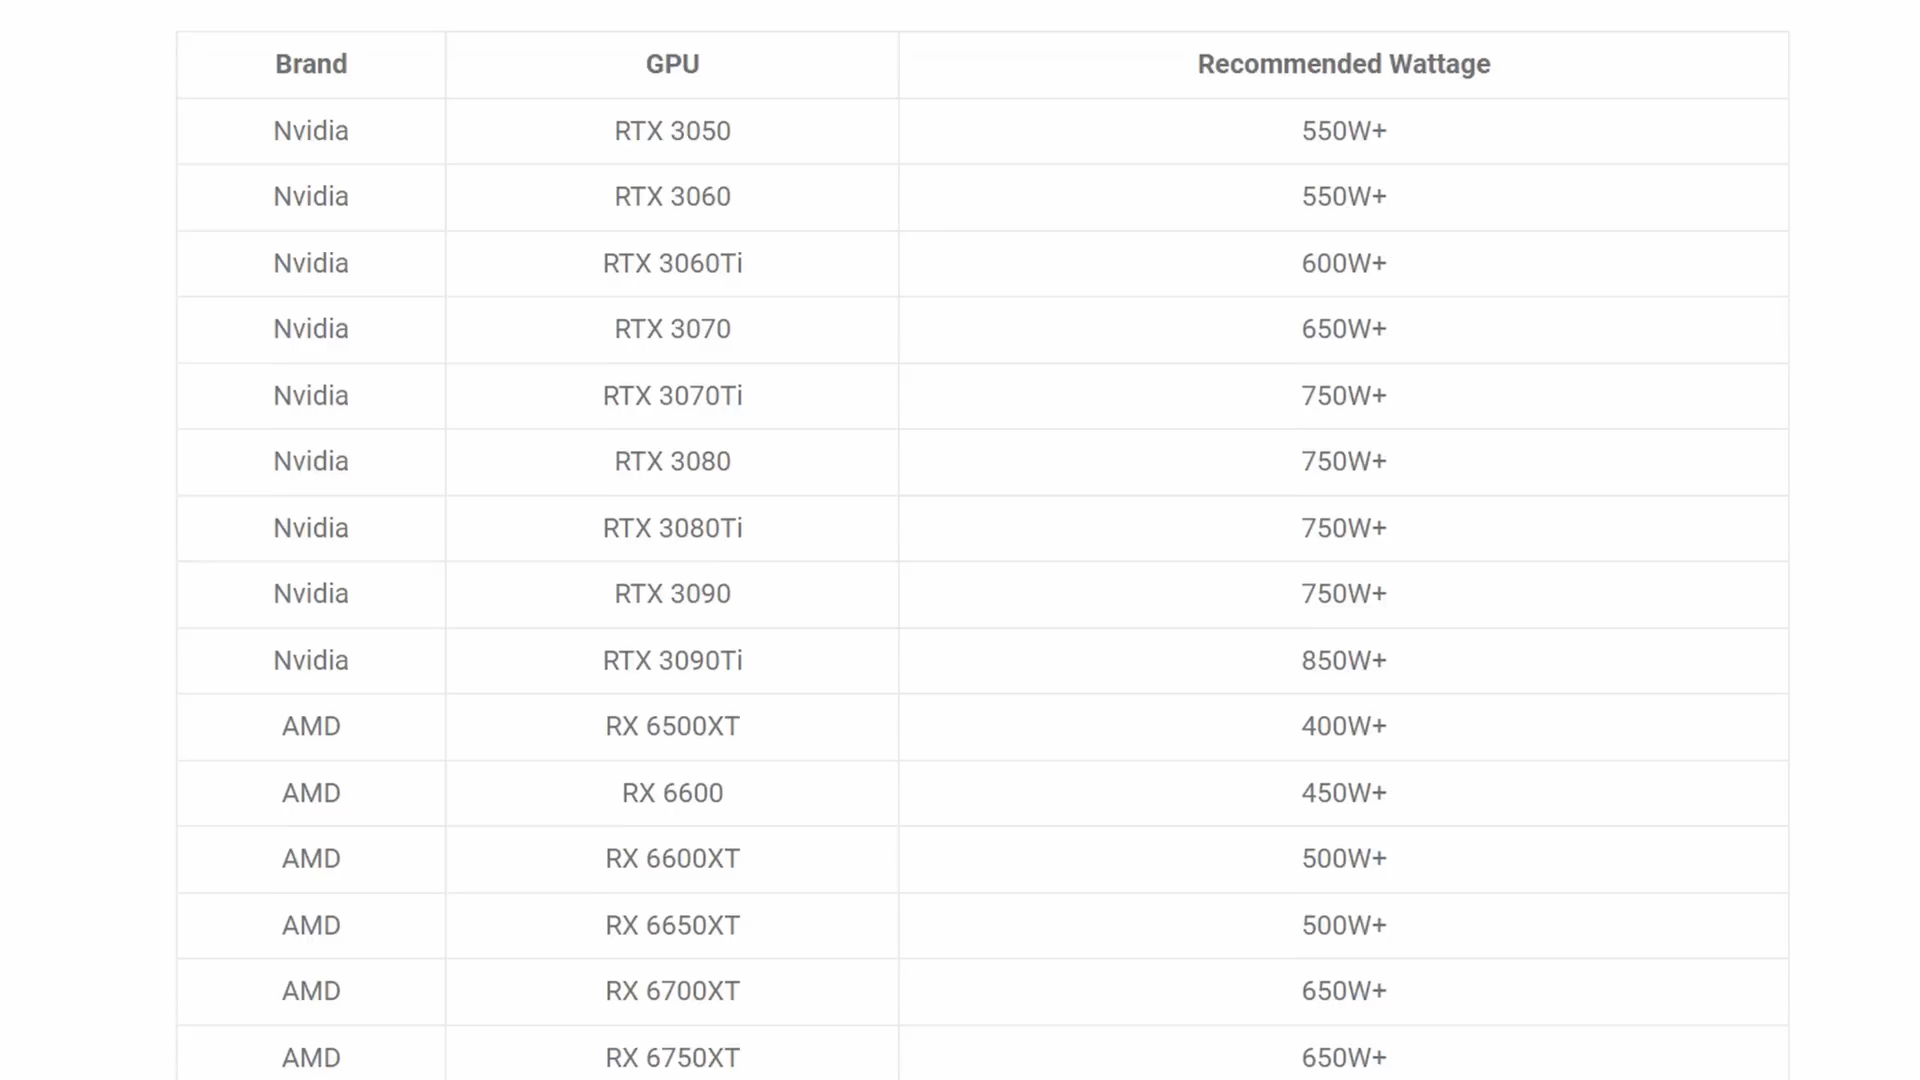 Brand GPU Recommended Wattage
Nvidia RTX 3050 550W+
Nvidia RTX 3060 550W+
Nvidia RTX 3060Ti 600W+
Nvidia RTX 3070 650W+
Nvidia RTX 3070Ti 750W+
Nvidia RTX 3080 750W+
Nvidia RTX 3080Ti 750W+
Nvidia RTX 3090 750W+
Nvidia RTX 3090Ti 850W+
AMD RX 6500XT 400W+
AMD RX 6600 450W+
AMD RX 6600XT 500W+
AMD RX 6650XT 500W+
AMD RX 6700XT 650W+
AMD RX 6750XT 650W+